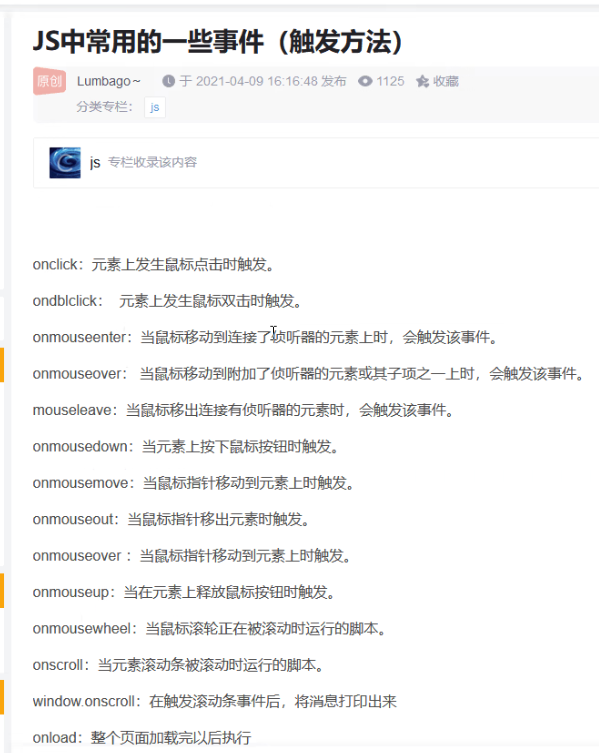 JS中常用的一些事件（触发方法）
原创 Lumbago~ 于 2021-04-09 16:16:48 发布 1125 收藏
分类专栏： js
js 专栏收录该内容
onclick：元素上发生鼠标点击时触发。
ondblclick： 元素上发生鼠标双击时触发。
onmouseenter：当鼠标移动到连接了侦听器的元素上时，会触发该事件。
onmouseover： 当鼠标移动到附加了侦听器的元素或其子项之一上时，会触发该事件。
mouseleave：当鼠标移出连接有侦听器的元素时，会触发该事件。
onmousedown：当元素上按下鼠标按钮时触发。
onmousemove：当鼠标指针移动到元素上时触发。
onmouseout：当鼠标指针移出元素时触发。
onmouseover ：当鼠标指针移动到元素上时触发。
onmouseup：当在元素上释放鼠标按钮时触发。
onmousewheel：当鼠标滚轮正在被滚动时运行的脚本。
onscroll：当元素滚动条被滚动时运行的脚本。
window.onscroll：在触发滚动条事件后，将消息打印出来
onload：整个页面加载完以后执行